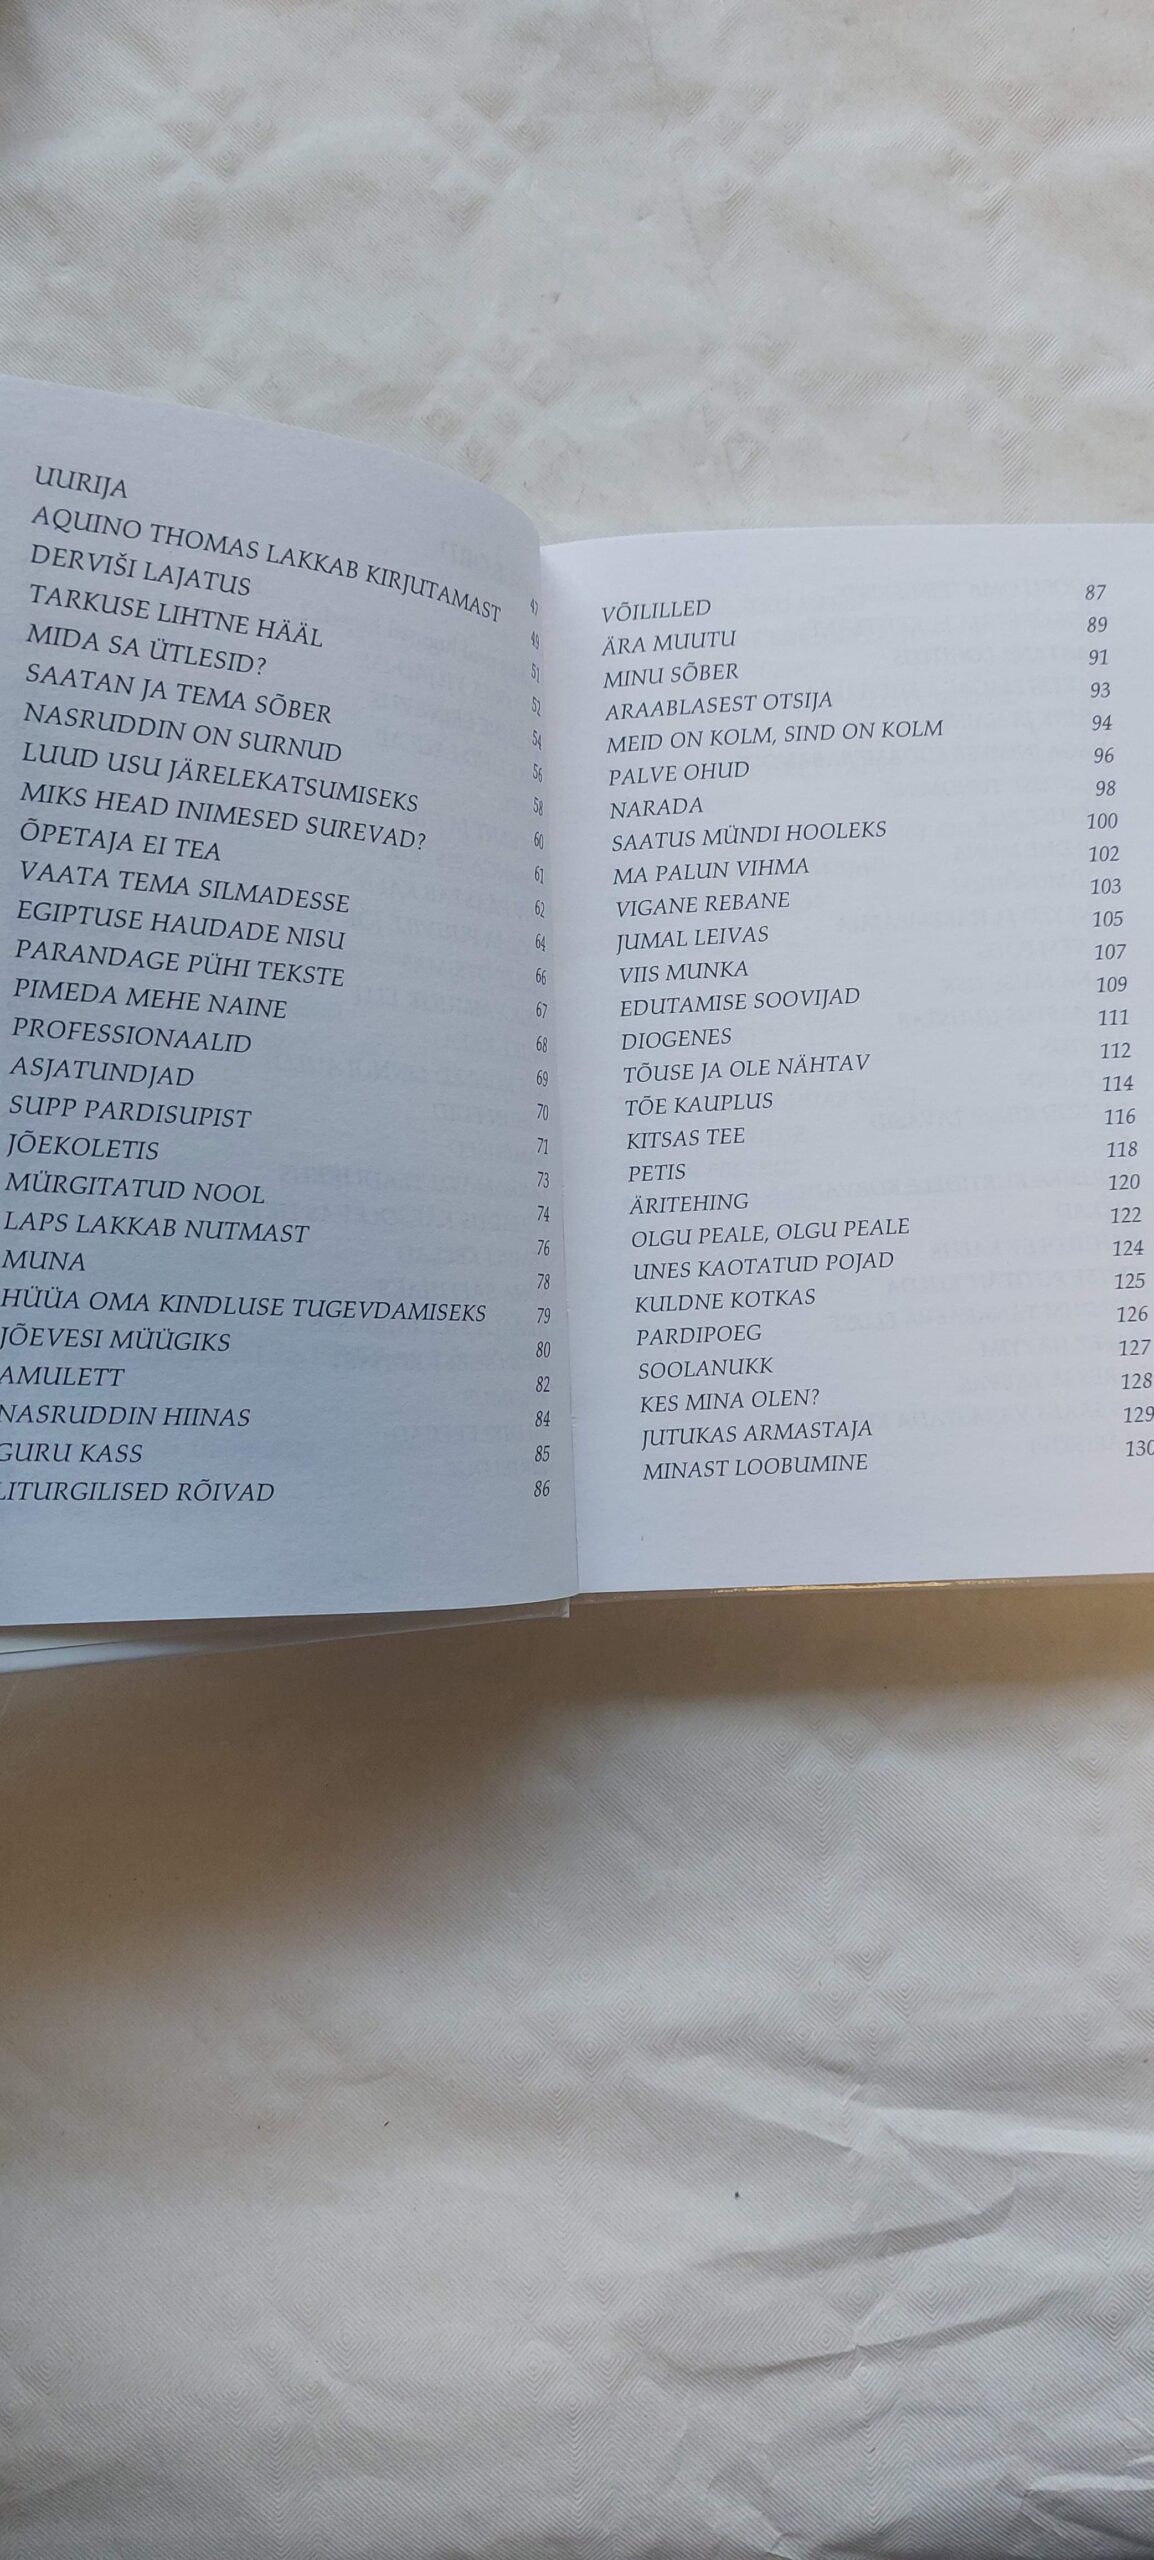 UURIJA 47
AQUINO THOMAS LAKKAB KIRJUTAMAST 49
DERVIŠI LAJATUS 51
TARKUSE LIHTNE HÄÄL 52
MIDA SA ÜTLESID? 54
SAATAN JA TEMA SÕBER 56
NASRUDDIN ON SURNUD 58
LUUD USU JÄRELEKATSUMISEKS 60
MIKS HEAD INIMESED SUREVAD? 61
ÕPETAJA EI TEA 62
VAATA TEMA SILMADESSE 64
EGIPTUSE HAUDADE NISU 66
PARANDAGE PÜHI TEKSTE 67
PIMEDA MEHE NAINE 68
PROFESSIONAALID 69
ASJATUNDJAD 70
SUPP PARDISUPIST 71
JÕEKOLETIS 73
MÜRGITATUD NOOL 74
LAPS LAKKAB NUTMAST 76
MUNA 78
HÜÜA OMA KINDLUSE TUGEVDAMISEKS 79
JÕEVESI MÜÜGIKS 80
AMULETT 82
NASRUDDIN HIINAS 84
GURU KASS 85
LITURGILISED RÕIVAD 86
VÕILILLED 87
ÄRA MUUTU 89
MINU SÕBER 91
ARAABLASEST OTSIJA 93
MEID ON KOLM, SIND ON KOLM 94
PALVE OHUD 96
NARADA 98
SAATUS MÜNDI HOOLEKS 100
MA PALUN VIHMA 102
VIGANE REBANE 103
JUMAL LEIVAS 105
VIIS MUNKA 107
EDUTAMISE SOOVIJAD 109
DIOGENES 111
TÕUSE JA OLE NÄHTAV 112
TÕE KAUPLUS 114
KITSAS TEE 116
PETIS 118
ÄRITEHING 120
OLGU PEALE, OLGU PEALE 122
UNES KAOTATUD POJAD 124
KULDNE KOTKAS 125
PARDIPOEG 126
SOOLANUKK 127
KES MINA OLEN? 128
JUTUKAS ARMASTAJA 129
MINAST LOOBUMINE 130